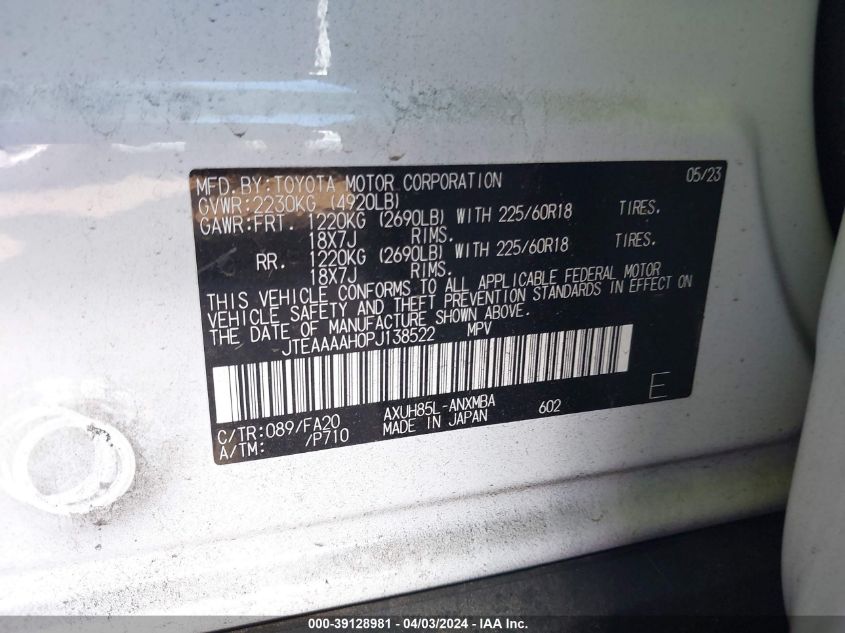 MFD.BY:TOYOTA MOTOR CORPORATION 05/23
GVWR:2230KG (4920LB)
GAWR:FRT. 1220KG (2690LB) WITH 225/60R18 TIRES.
18X7J RIMS.
RR. 1220KG (2690LB) WITH 225/60R18 TIRES.
18X7J RIMS.
THIS VEHICLE CONFORMS TO ALL APPLICABLE FEDERAL MOTOR
VEHICLE SAFETY AND THEFT PREVENTION STANDARDS IN EFFECT ON
THE DATE OF MANUFACTURE SHOWN ABOVE.
JTEAAAAH0PJ138522 MPV
C/TR:089/FA20 AXUH85L-ANXMBA 602 E
A/TM: /P710 MADE IN JAPAN
000-39128981 - 04/03/2024 - IAA Inc.